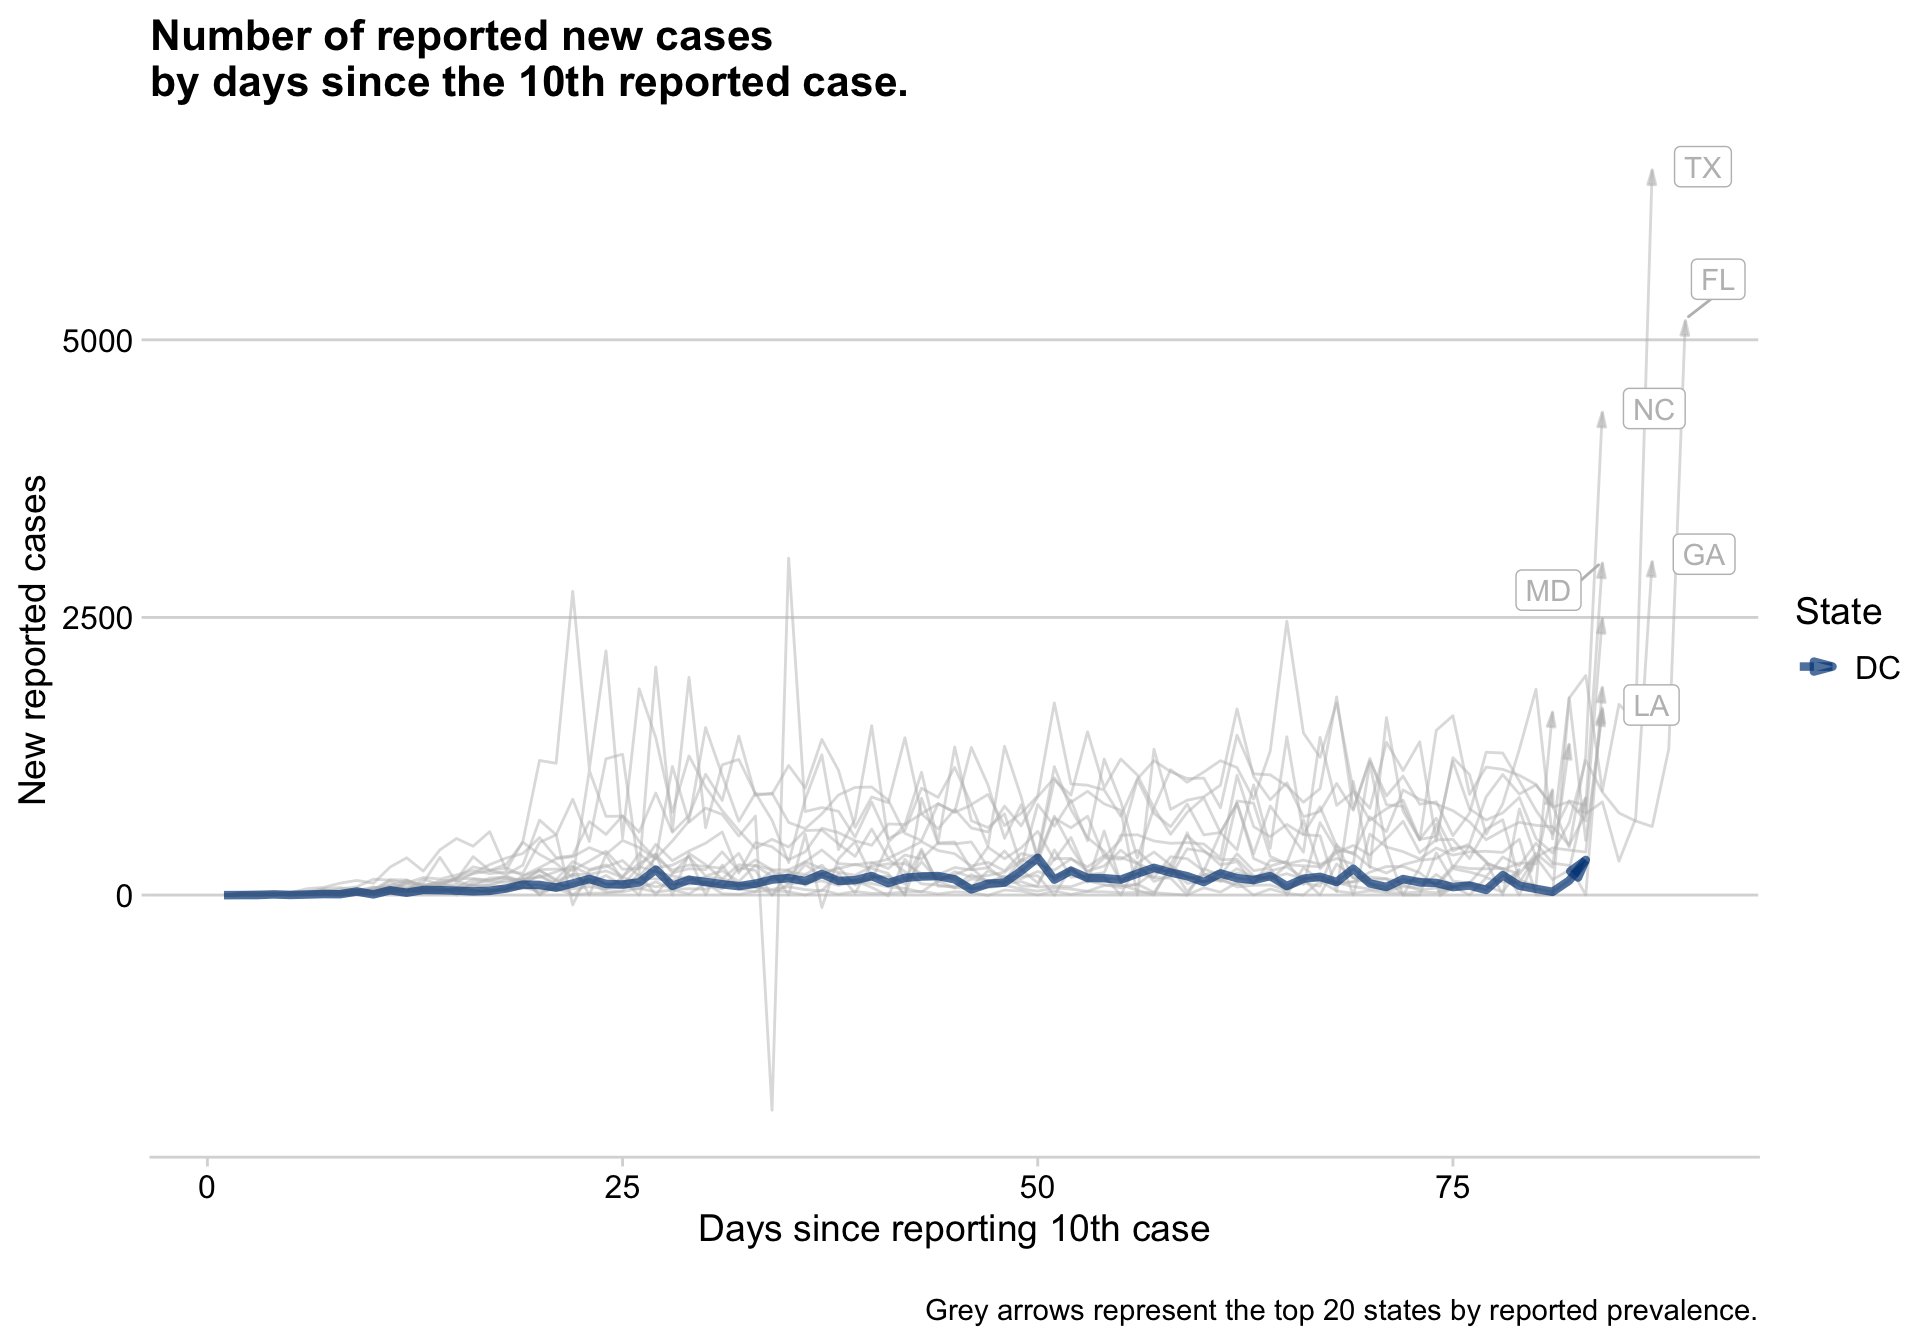 Number of reported new cases
by days since the 10th reported case.
TX
FL
5000
NC
GA
MD
2500
LA
0
New reported cases
State
DC
0 25 50 75
Days since reporting 10th case
Grey arrows represent the top 20 states by reported prevalence.